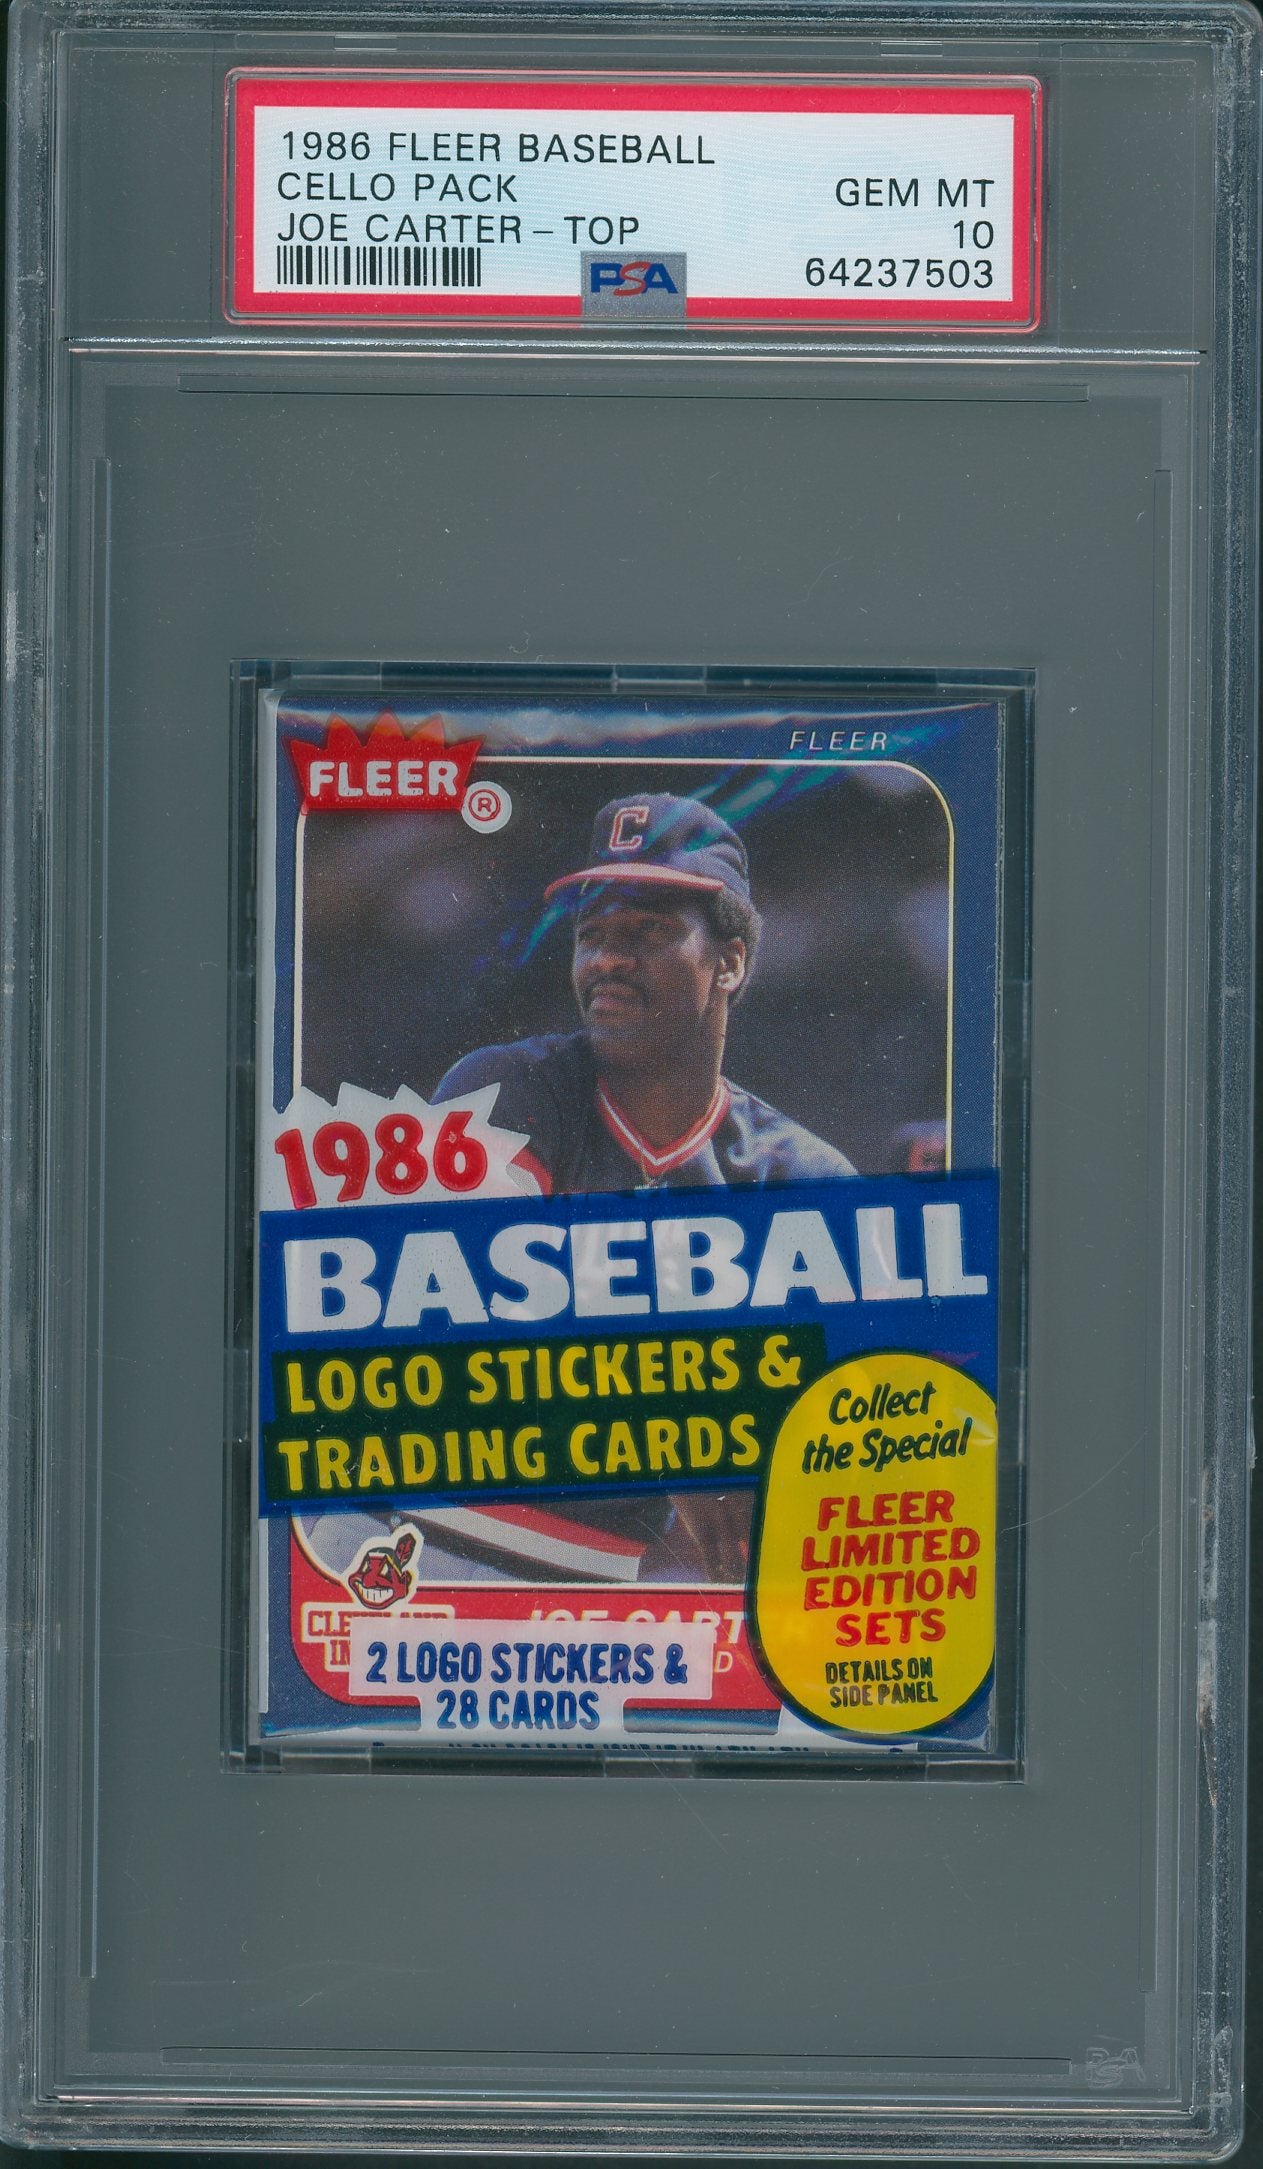 1986 FLEER BASEBALL
CELLO PACK
GEM MT
JOE CARTER – TOP
10
PSA
64237503
FLEER
FLEER
®
C
1986
BASEBALL
LOGO STICKERS &
TRADING CARDS
Collect
the Special
FLEER
LIMITED
EDITION
SETS
DETAILS ON
SIDE PANEL
2 LOGO STICKERS &
28 CARDS
PSA